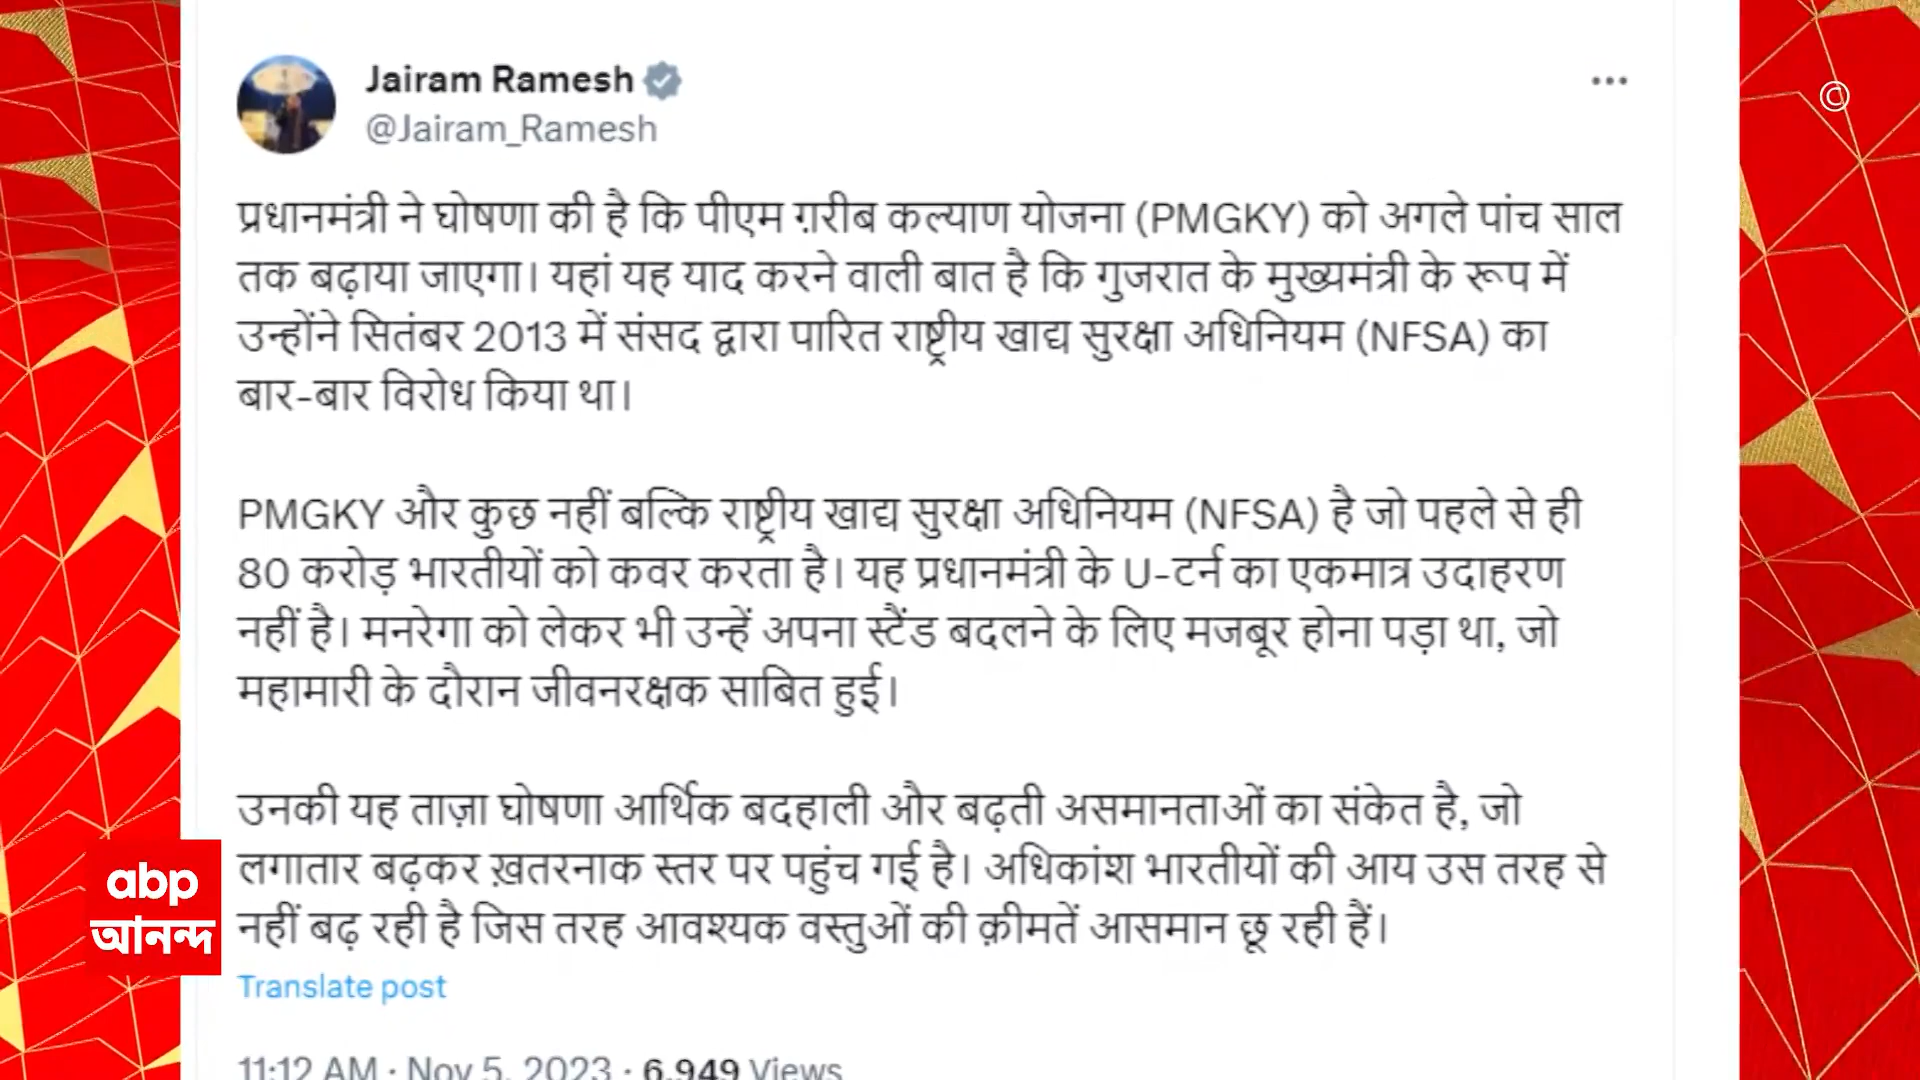 Jairam Ramesh
@Jairam_Ramesh
©
प्रधानमंत्री ने घोषणा की है कि पीएम ग़रीब कल्याण योजना (PMGKY) को अगले पांच साल
तक बढ़ाया जाएगा। यहां यह याद करने वाली बात है कि गुजरात के मुख्यमंत्री के रूप में
उन्होंने सितंबर 2013 में संसद द्वारा पारित राष्ट्रीय खाद्य सुरक्षा अधिनियम (NFSA) का
बार-बार विरोध किया था।
PMGKY और कुछ नहीं बल्कि राष्ट्रीय खाद्य सुरक्षा अधिनियम (NFSA) है जो पहले से ही
80 करोड़ भारतीयों को कवर करता है। यह प्रधानमंत्री के U-टर्न का एकमात्र उदाहरण
नहीं है। मनरेगा को लेकर भी उन्हें अपना स्टैंड बदलने के लिए मजबूर होना पड़ा था, जो
महामारी के दौरान जीवनरक्षक साबित हुई।
उनकी यह ताज़ा घोषणा आर्थिक बदहाली और बढ़ती असमानताओं का संकेत है, जो
लगातार बढ़कर ख़तरनाक स्तर पर पहुंच गई है। अधिकांश भारतीयों की आय उस तरह से
नहीं बढ़ रही है जिस तरह आवश्यक वस्तुओं की क़ीमतें आसमान छू रही हैं।
abp
আনন্দ
Translate post
11:12 AM · Nov 5, 2023 · 6,949 Views